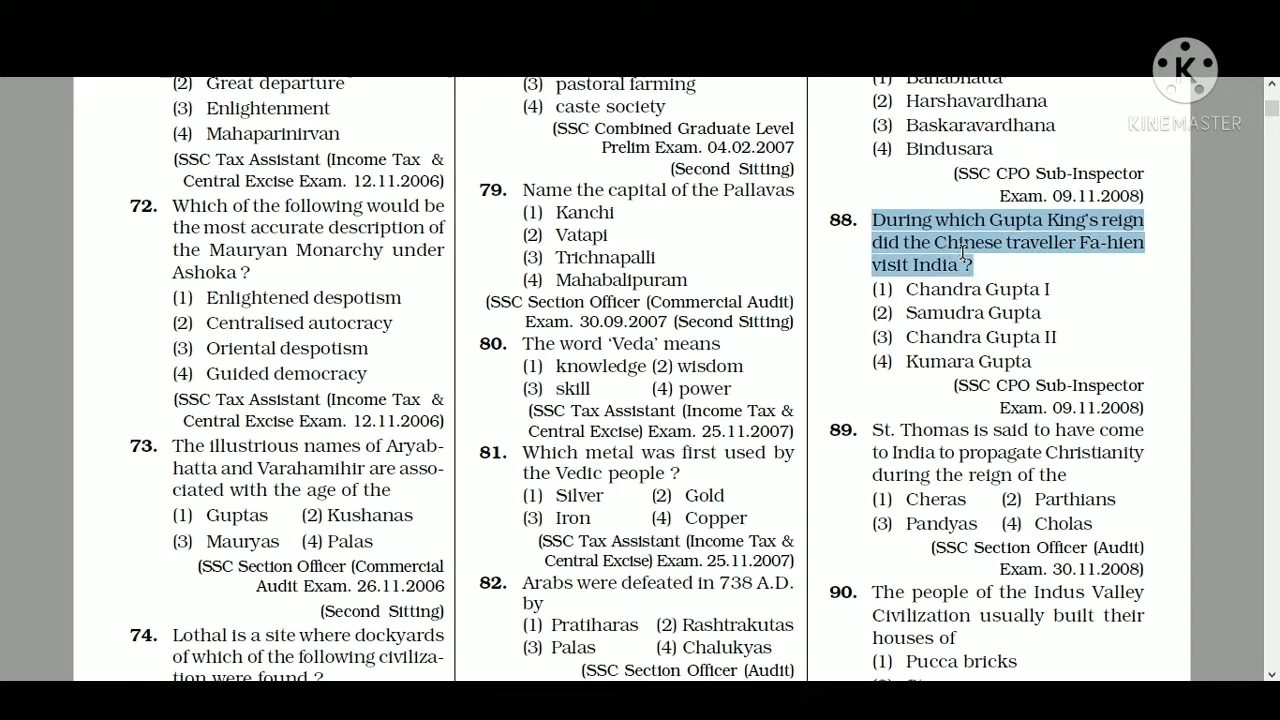 (2) Great departure
(3) Enlightenment
(4) Mahaparinirvan
(SSC Tax Assistant (Income Tax &
Central Excise Exam. 12.11.2006)
72. Which of the following would be
the most accurate description of
the Mauryan Monarchy under
Ashoka ?
(1) Enlightened despotism
(2) Centralised autocracy
(3) Oriental despotism
(4) Guided democracy
(SSC Tax Assistant (Income Tax &
Central Excise Exam. 12.11.2006)
73. The illustrious names of Aryab-
hatta and Varahamihir are asso-
ciated with the age of the
(1) Guptas (2) Kushanas
(3) Mauryas (4) Palas
(SSC Section Officer (Commercial
Audit Exam. 26.11.2006
(Second Sitting)
74. Lothal is a site where dockyards
of which of the following civiliza-
tion were found ?
(3) pastoral farming
(4) caste society
(SSC Combined Graduate Level
Prelim Exam. 04.02.2007
(Second Sitting)
79. Name the capital of the Pallavas
(1) Kanchi
(2) Vatapi
(3) Trichnapalli
(4) Mahabalipuram
(SSC Section Officer (Commercial Audit)
Exam. 30.09.2007 (Second Sitting)
80. The word ‘Veda’ means
(1) knowledge (2) wisdom
(3) skill (4) power
(SSC Tax Assistant (Income Tax &
Central Excise) Exam. 25.11.2007)
81. Which metal was first used by
the Vedic people ?
(1) Silver (2) Gold
(3) Iron (4) Copper
(SSC Tax Assistant (Income Tax &
Central Excise) Exam. 25.11.2007)
82. Arabs were defeated in 738 A.D.
by
(1) Pratiharas (2) Rashtrakutas
(3) Palas (4) Chalukyas
(SSC Section Officer (Audit)
(1) Banabhatta
(2) Harshavardhana
(3) Baskaravardhana
(4) Bindusara
(SSC CPO Sub-Inspector
Exam. 09.11.2008)
88. During which Gupta King’s reign
did the Chinese traveller Fa-hien
visit India ?
(1) Chandra Gupta I
(2) Samudra Gupta
(3) Chandra Gupta II
(4) Kumara Gupta
(SSC CPO Sub-Inspector
Exam. 09.11.2008)
89. St. Thomas is said to have come
to India to propagate Christianity
during the reign of the
(1) Cheras (2) Parthians
(3) Pandyas (4) Cholas
(SSC Section Officer (Audit)
Exam. 30.11.2008)
90. The people of the Indus Valley
Civilization usually built their
houses of
(1) Pucca bricks
K
KINEMASTER